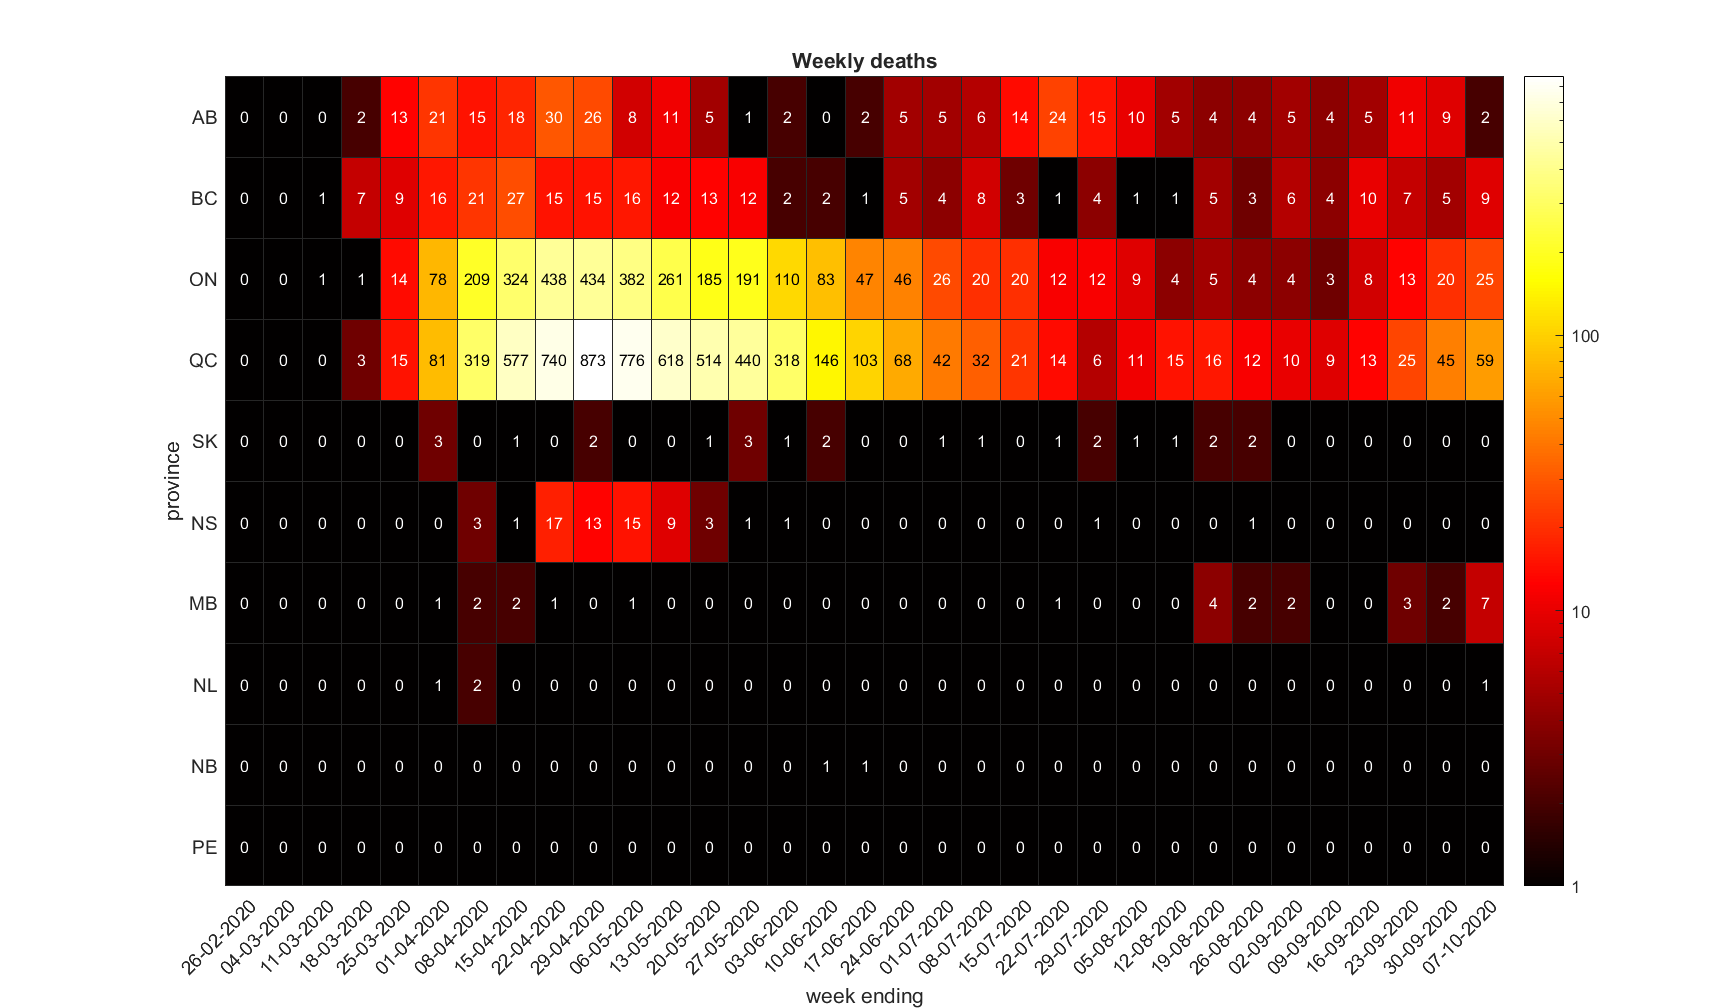 Weekly deaths
AB 0 0 0 2 13 21 15 18 30 26 8 11 5 1 2 0 2 5 5 6 14 24 15 10 5 4 4 5 4 5 11 9 2
BC 0 0 1 7 9 16 21 27 15 15 16 12 13 12 2 2 1 5 4 8 3 1 4 1 1 5 3 6 4 10 7 5 9
ON 0 0 1 1 14 78 209 324 438 434 382 261 185 191 110 83 47 46 26 20 20 12 12 9 4 5 4 4 3 8 13 20 25
QC 0 0 0 3 15 81 319 577 740 873 776 618 514 440 318 146 103 68 42 32 21 14 6 11 15 16 12 10 9 13 25 45 59
100
SK 0 0 0 0 0 3 0 1 0 2 0 0 1 3 1 2 0 0 1 1 0 1 2 1 1 2 2 0 0 0 0 0 0
province
NS 0 0 0 0 0 0 3 1 17 13 15 9 3 1 1 0 0 0 0 0 0 0 1 0 0 0 1 0 0 0 0 0 0
MB 0 0 0 0 0 1 2 2 1 0 1 0 0 0 0 0 0 0 0 0 0 1 0 0 0 4 2 2 0 0 3 2 7
10
NL 0 0 0 0 0 1 2 0 0 0 0 0 0 0 0 0 0 0 0 0 0 0 0 0 0 0 0 0 0 0 0 0 1
NB 0 0 0 0 0 0 0 0 0 0 0 0 0 0 0 1 1 0 0 0 0 0 0 0 0 0 0 0 0 0 0 0 0
PE 0 0 0 0 0 0 0 0 0 0 0 0 0 0 0 0 0 0 0 0 0 0 0 0 0 0 0 0 0 0 0 0 0
1
26-02-2020 04-03-2020 11-03-2020 18-03-2020 25-03-2020 01-04-2020 08-04-2020 15-04-2020 22-04-2020 29-04-2020 06-05-2020 13-05-2020 20-05-2020 27-05-2020 03-06-2020 10-06-2020 17-06-2020 24-06-2020 01-07-2020 08-07-2020 15-07-2020 22-07-2020 29-07-2020 05-08-2020 12-08-2020 19-08-2020 26-08-2020 02-09-2020 09-09-2020 16-09-2020 23-09-2020 30-09-2020 07-10-2020
week ending